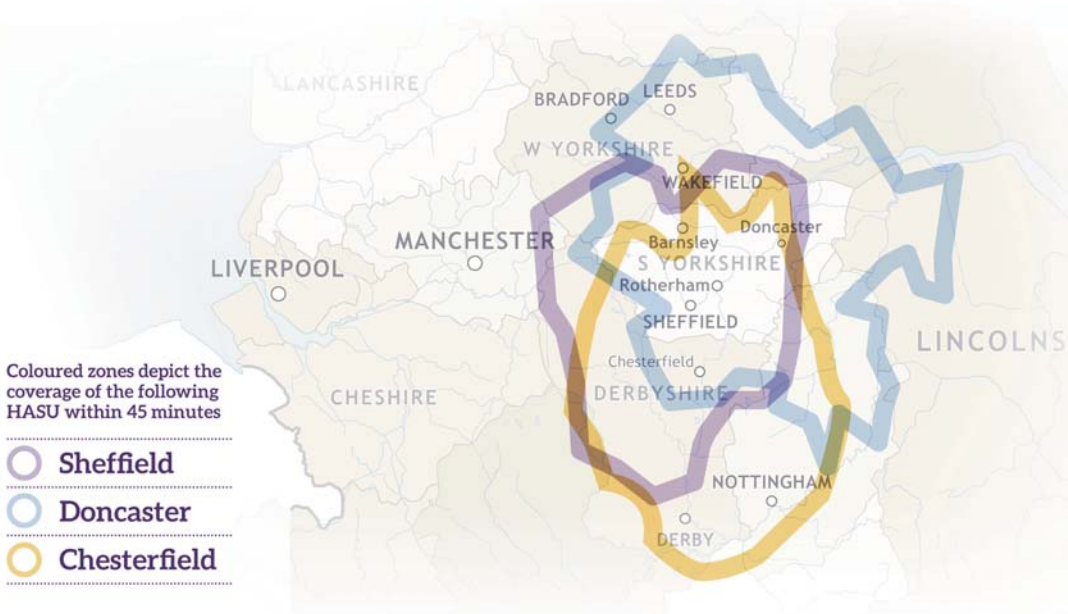 LANCASHIRE
BRADFORD
LEEDS
W YORKSHIRE
WAKEFIELD
MANCHESTER
Barnsley
Doncaster
S YORKSHIRE
LIVERPOOL
Rotherham
SHEFFIELD
LINCOLNS
Chesterfield
CHESHIRE
DERBYSHIRE
NOTTINGHAM
DERBY
Coloured zones depict the
coverage of the following
HASU within 45 minutes
Sheffield
Doncaster
Chesterfield